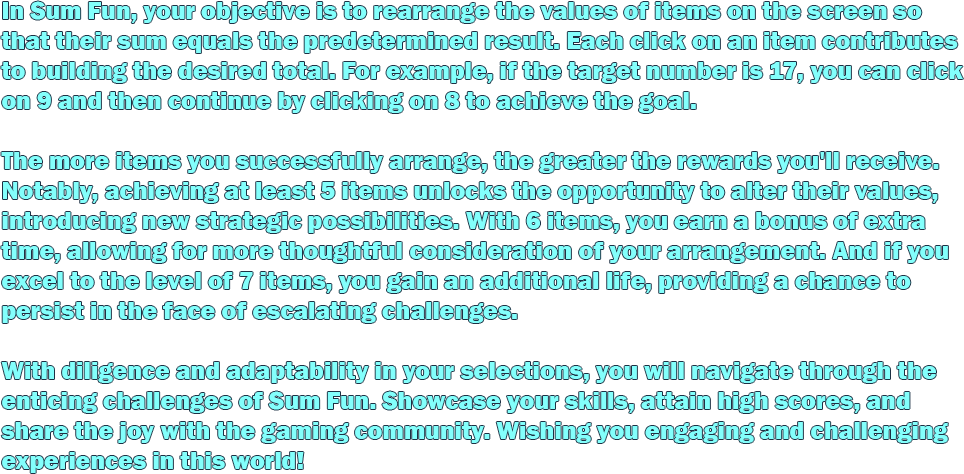 In Sum Fun, your objective is to rearrange the values of items on the screen so
that their sum equals the predetermined result. Each click on an item contributes
to building the desired total. For example, if the target number is 17, you can click
on 9 and then continue by clicking on 8 to achieve the goal.

The more items you successfully arrange, the greater the rewards you'll receive.
Notably, achieving at least 5 items unlocks the opportunity to alter their values,
introducing new strategic possibilities. With 6 items, you earn a bonus of extra
time, allowing for more thoughtful consideration of your arrangement. And if you
excel to the level of 7 items, you gain an additional life, providing a chance to
persist in the face of escalating challenges.

With diligence and adaptability in your selections, you will navigate through the
enticing challenges of Sum Fun. Showcase your skills, attain high scores, and
share the joy with the gaming community. Wishing you engaging and challenging
experiences in this world!